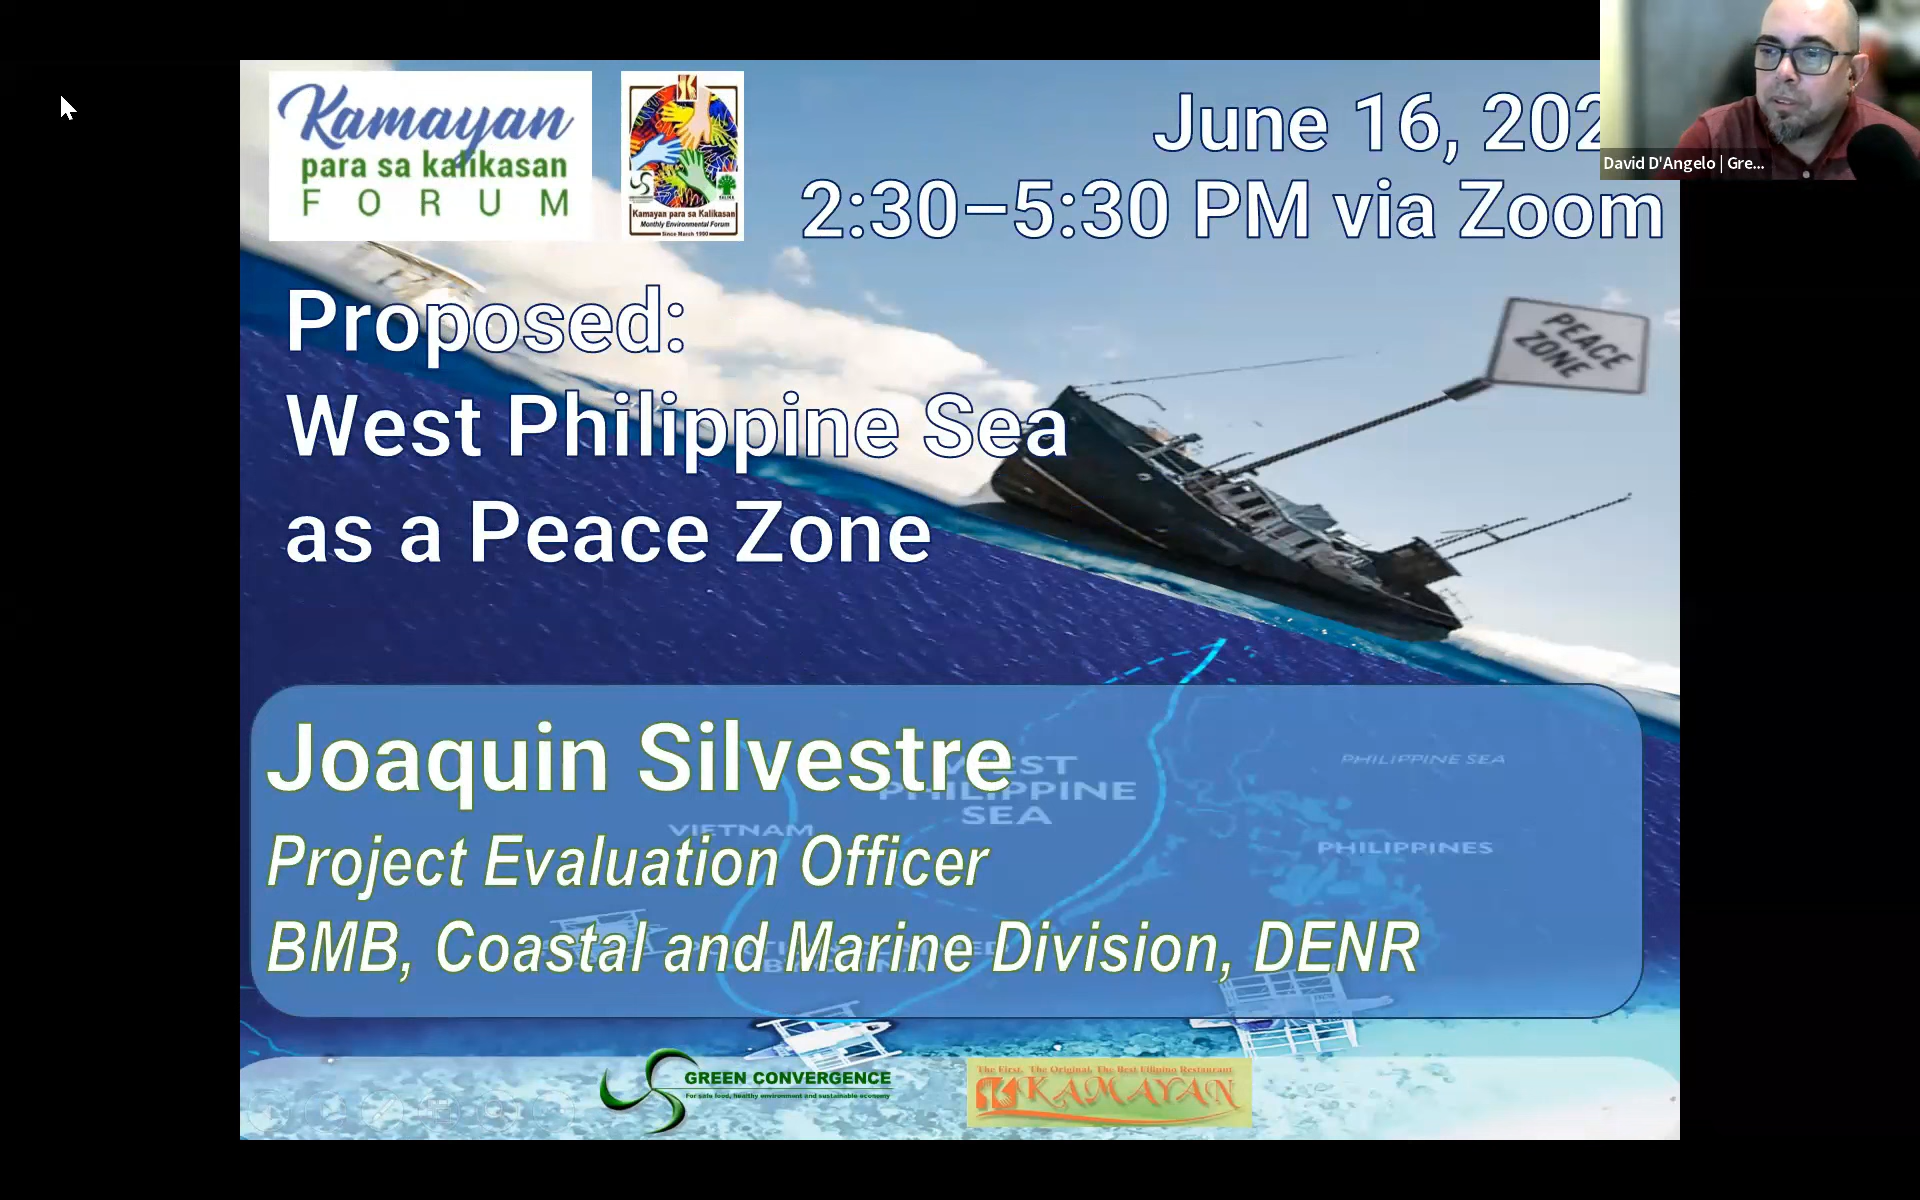 Kamayan
para sa kalikasan
FORUM
Kamayan para sa Kalikasan
Monthly Environmental Forum
Since March 1990
June 16, 202
2:30–5:30 PM via Zoom
David D'Angelo | Gre...
Proposed:
West Philippine Sea
as a Peace Zone
PEACE
ZONE
Joaquin Silvestre
Project Evaluation Officer
BMB, Coastal and Marine Division, DENR
WEST
PHILIPPINE
SEA
VIETNAM
PHILIPPINE SEA
PHILIPPINES
GREEN CONVERGENCE
For safe food, healthy environment and sustainable economy
The First. The Original. The Best Filipino Restaurant
KAMAYAN